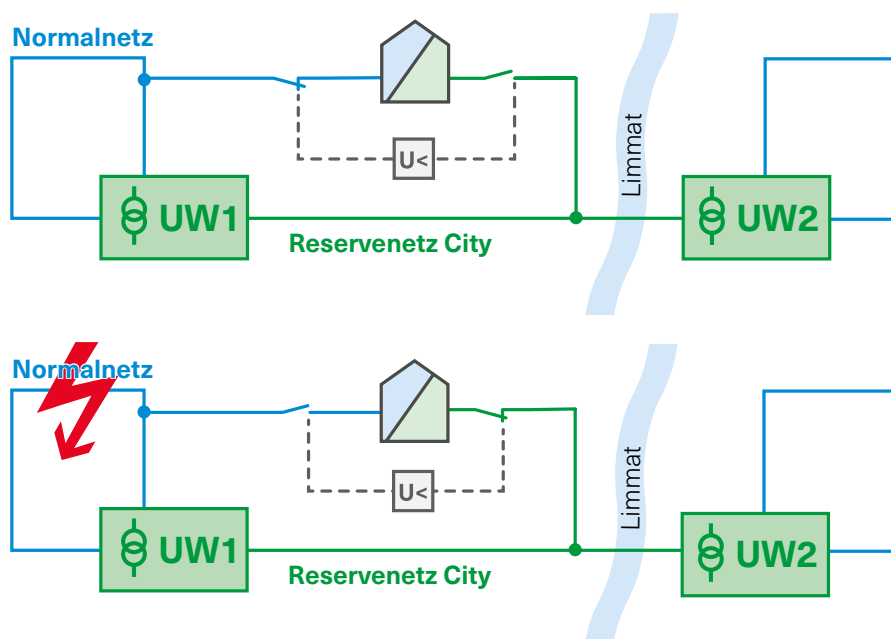 Normalnetz
U<
Limmat
UW1
UW2
Reservenetz City
Normalnetz
U<
Limmat
UW1
UW2
Reservenetz City